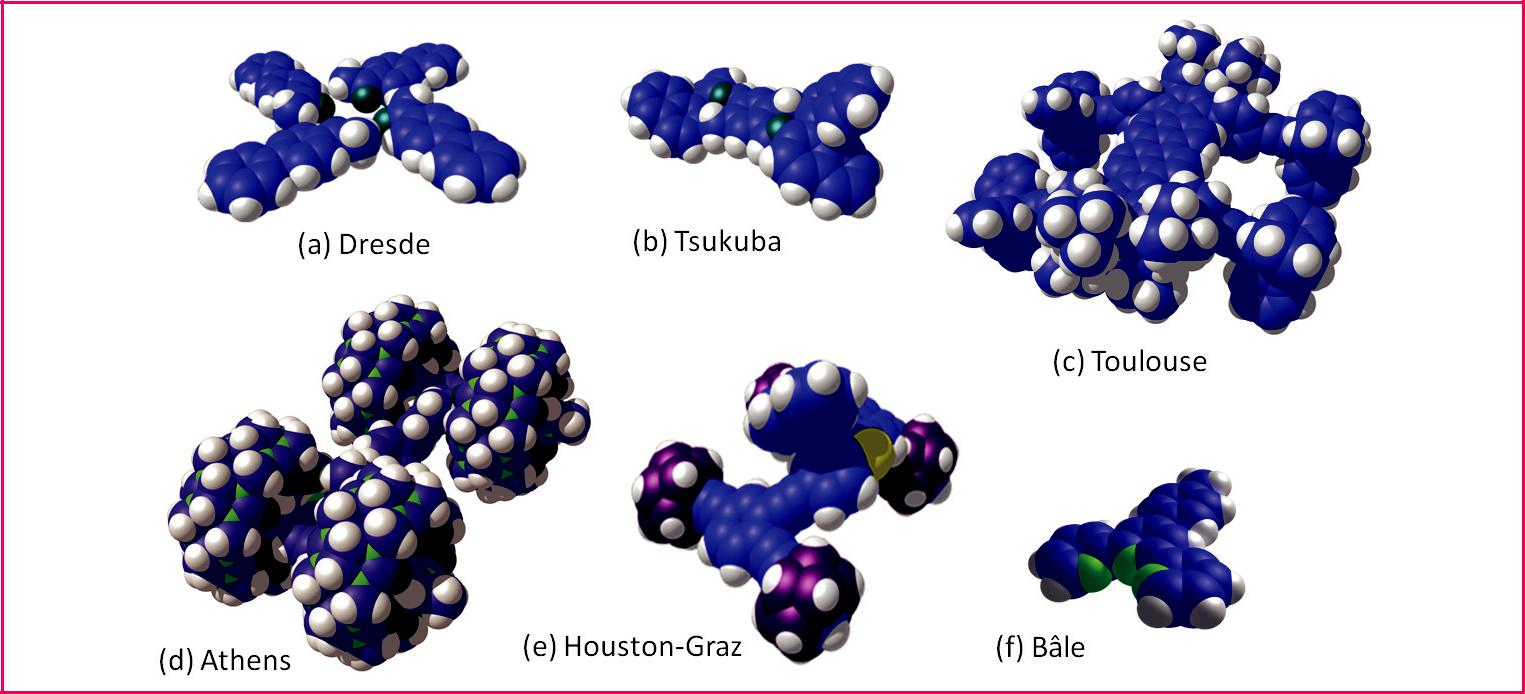 (a) Dresde
(b) Tsukuba
(c) Toulouse
(d) Athens
(e) Houston-Graz
(f) Bâle